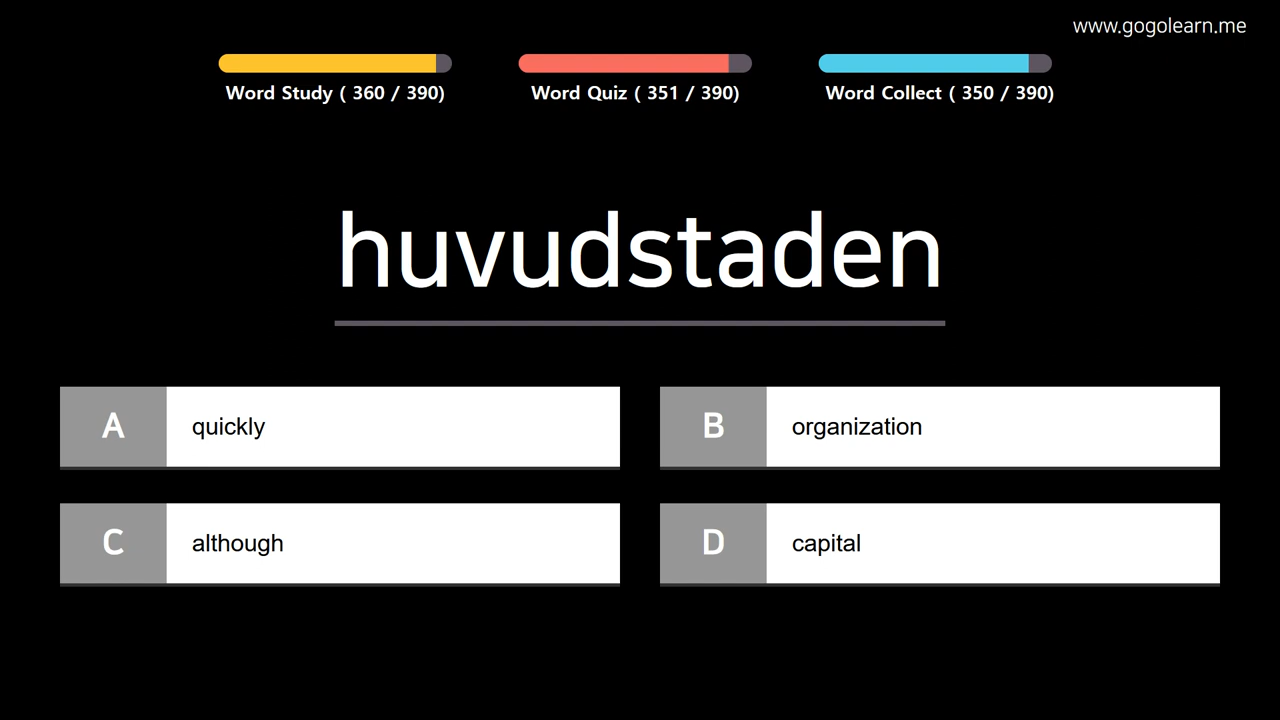 www.gogolearn.me
Word Study ( 360 / 390)
Word Quiz ( 351 / 390)
Word Collect ( 350 / 390)
huvudstaden
A quickly
B organization
C although
D capital